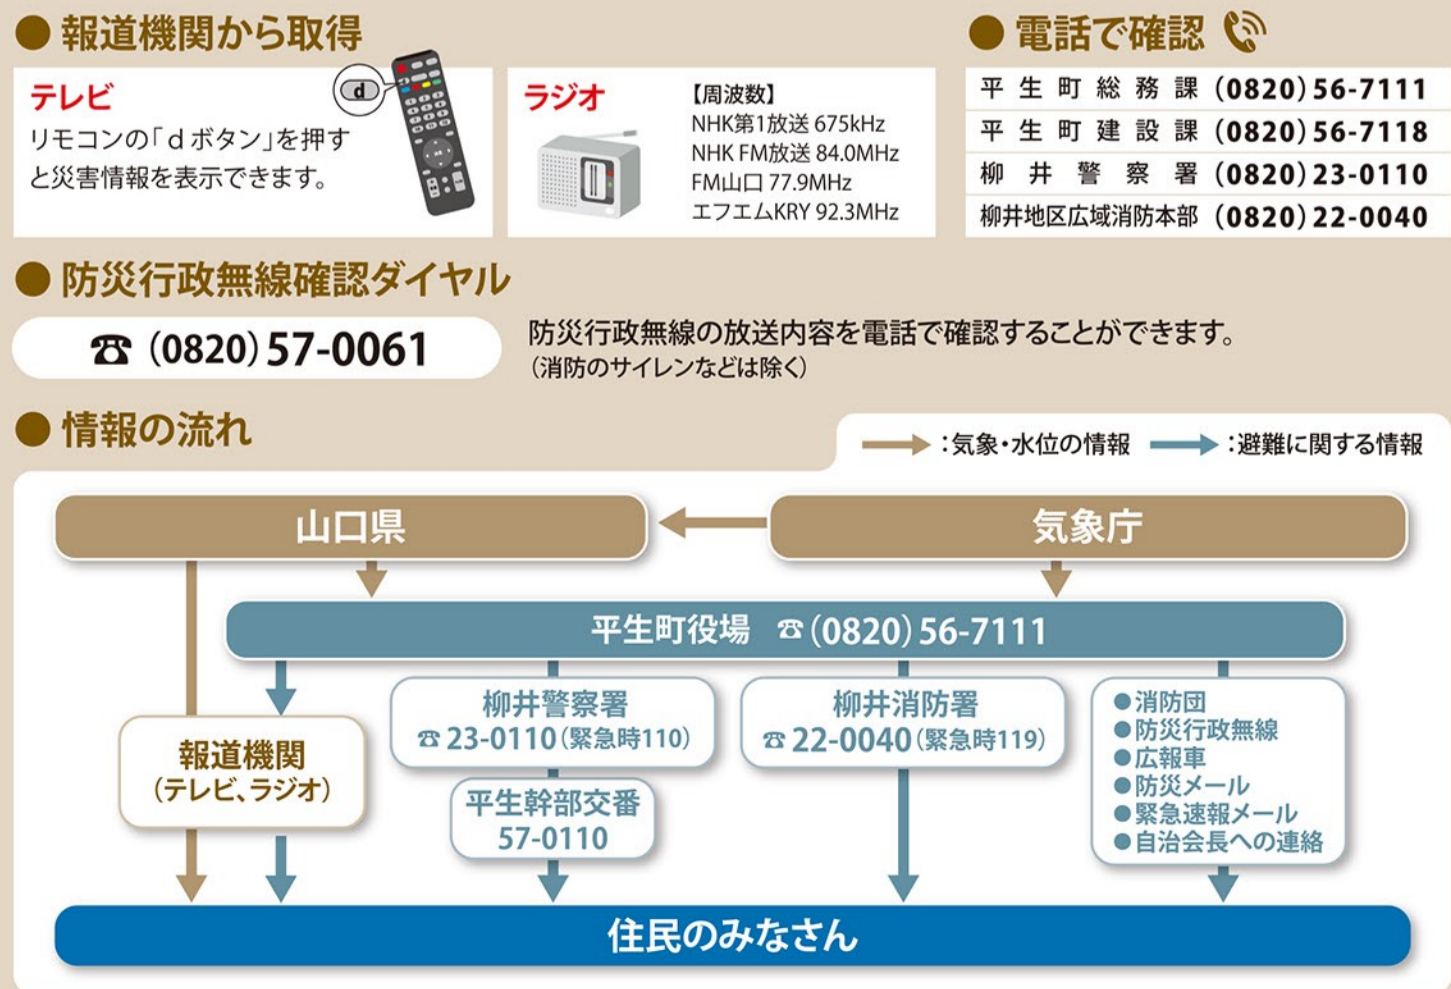 ● 報道機関から取得
テレビ
リモコンの「dボタン」を押す
と災害情報を表示できます。
d
ラジオ
【周波数】
NHK第1放送 675kHz
NHK FM放送 84.0MHz
FM山口 77.9MHz
エフエムKRY 92.3MHz
● 電話で確認
平生町総務課 (0820)56-7111
平生町建設課 (0820)56-7118
柳井警察署 (0820)23-0110
柳井地区広域消防本部 (0820)22-0040
● 防災行政無線確認ダイヤル
☎ (0820)57-0061
防災行政無線の放送内容を電話で確認することができます。
(消防のサイレンなどは除く)
● 情報の流れ
:気象・水位の情報 :避難に関する情報
山口県
気象庁
平生町役場 ☎(0820)56-7111
報道機関
(テレビ、ラジオ)
柳井警察署
☎23-0110(緊急時110)
平生幹部交番
57-0110
柳井消防署
☎22-0040(緊急時119)
●消防団
●防災行政無線
●広報車
●防災メール
●緊急速報メール
●自治会長への連絡
住民のみなさん